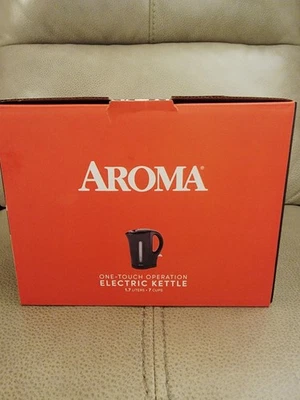 AROMA®
ONE-TOUCH OPERATION
ELECTRIC KETTLE
1.7 LITERS • 7 CUPS